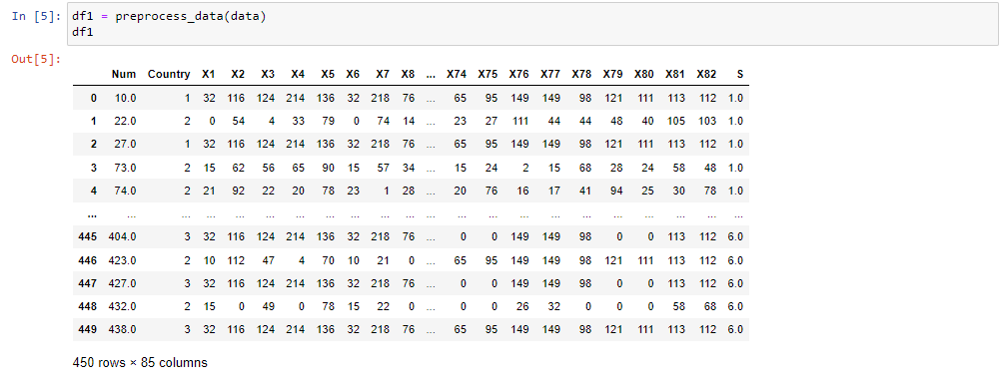 In [5]: df1 = preprocess_data(data)
df1
Out[5]:
Num Country X1 X2 X3 X4 X5 X6 X7 X8 ... X74 X75 X76 X77 X78 X79 X80 X81 X82 S
0 10.0 1 32 116 124 214 136 32 218 76 ... 65 95 149 149 98 121 111 113 112 1.0
1 22.0 2 0 54 4 33 79 0 74 14 ... 23 27 111 44 44 48 40 105 103 1.0
2 27.0 1 32 116 124 214 136 32 218 76 ... 65 95 149 149 98 121 111 113 112 1.0
3 73.0 2 15 62 56 65 90 15 57 34 ... 15 24 2 15 68 28 24 58 48 1.0
4 74.0 2 21 92 22 20 78 23 1 28 ... 20 76 16 17 41 94 25 30 78 1.0
... ... ... ... ... ... ... ... ... ... ... ... ... ... ... ... ... ... ... ... ... ...
445 404.0 3 32 116 124 214 136 32 218 76 ... 0 0 149 149 98 0 0 113 112 6.0
446 423.0 2 10 112 47 4 70 10 21 0 ... 65 95 149 149 98 121 111 113 112 6.0
447 427.0 3 32 116 124 214 136 32 218 76 ... 0 0 149 149 98 0 0 113 112 6.0
448 432.0 2 15 0 49 0 78 15 22 0 ... 0 0 26 32 0 0 0 58 68 6.0
449 438.0 3 32 116 124 214 136 32 218 76 ... 65 95 149 149 98 121 111 113 112 6.0
450 rows × 85 columns